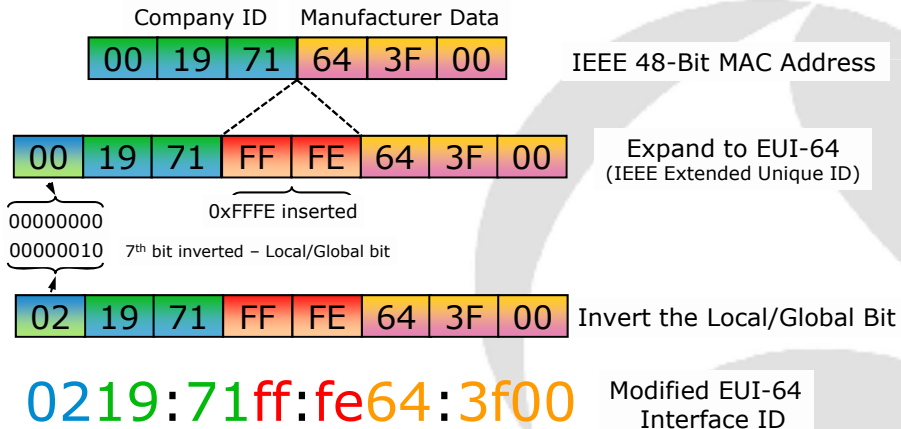 Company ID Manufacturer Data
00 19 71 64 3F 00 IEEE 48-Bit MAC Address
00 19 71 FF FE 64 3F 00 Expand to EUI-64
(IEEE Extended Unique ID)
0xFFFE inserted
00000000
00000010 7th bit inverted – Local/Global bit
02 19 71 FF FE 64 3F 00 Invert the Local/Global Bit
0219:71ff:fe64:3f00 Modified EUI-64
Interface ID